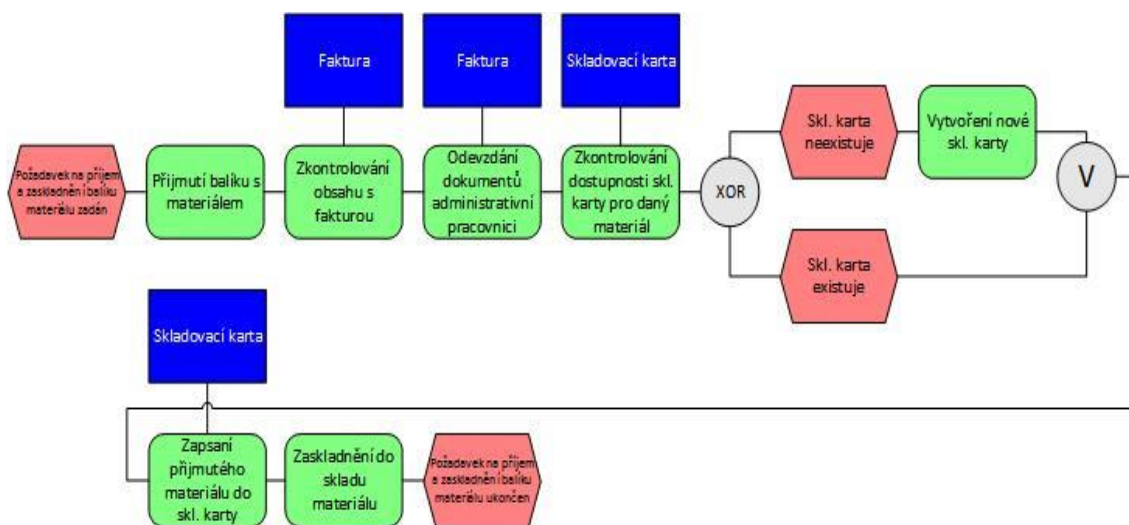 Faktura
Faktura
Skladovací karta
Požadavek na příjem
a zaskladnění balíku
materiálu zadán
Přijmutí balíku s
materiálem
Zkontrolování
obsahu s
fakturou
Odevzdání
dokumentů
administrativní
pracovnici
Zkontrolování
dostupnosti skl.
karty pro daný
materiál
XOR
Skl. karta
neexistuje
Vytvoření nové
skl. karty
V
Skl. karta
existuje
Skladovací karta
Zapsaní
přijmutého
materiálu do
skl. karty
Zaskladnění do
skladu
materiálu
Požadavek na příjem
a zaskladnění balíku
materiálu ukončen